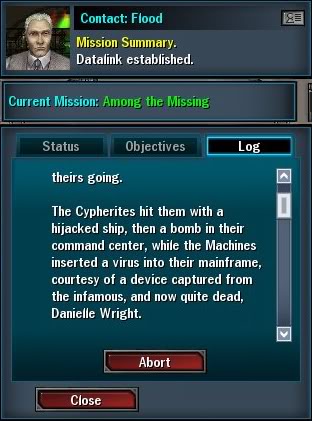 Contact: Flood
Mission Summary.
Datalink established.
Current Mission: Among the Missing
Status
Objectives
Log
theirs going.
The Cypherites hit them with a
hijacked ship, then a bomb in their
command center, while the Machines
inserted a virus into their mainframe,
courtesy of a device captured from
the infamous, and now quite dead,
Danielle Wright.
Abort
Close